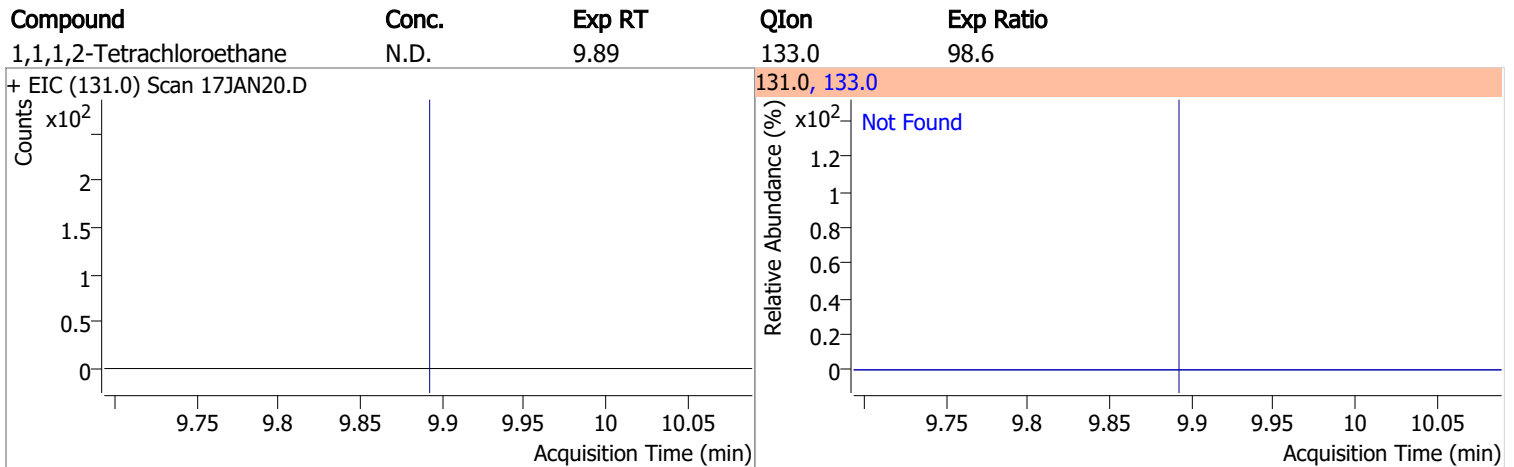 Compound Conc. Exp RT QIon Exp Ratio
1,1,1,2-Tetrachloroethane N.D. 9.89 133.0 98.6
+ EIC (131.0) Scan 17JAN20.D
Counts
x10²
2
1.5
1
0.5
0
9.75 9.8 9.85 9.9 9.95 10 10.05
Acquisition Time (min)
131.0, 133.0
Relative Abundance (%)
x10²
Not Found
1.2
1
0.8
0.6
0.4
0.2
0
9.75 9.8 9.85 9.9 9.95 10 10.05
Acquisition Time (min)